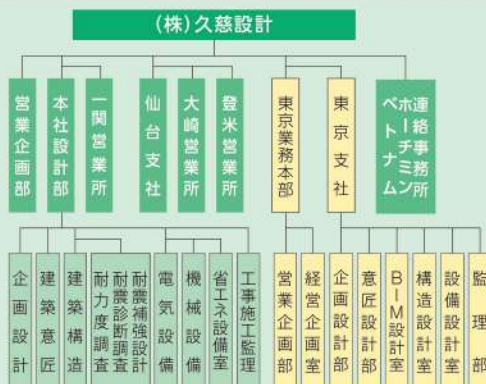 (株)久慈設計
営業企画部
本社設計部
一関営業所
仙台支社
大崎営業所
登米営業所
東京業務本部
東京支社
連絡事務所
ホーチミン
ベトナム
企画設計
建築意匠
建築構造
耐震補強設計
耐震診断調査
耐力度調査
電気設備
機械設備
省エネ設備室
工事施工監理
営業企画部
経営企画室
企画設計部
意匠設計部
BIM設計室
構造設計室
設備設計室
監理部